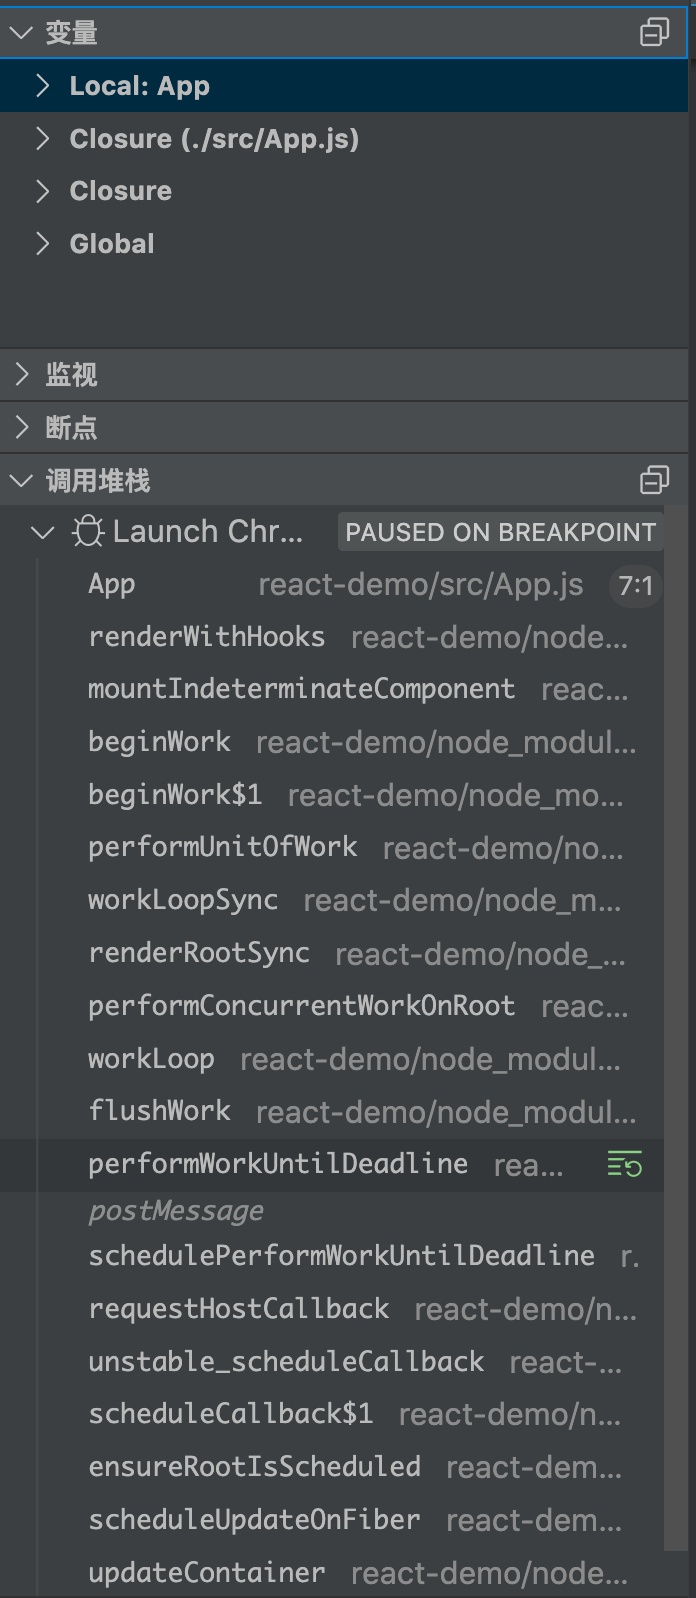 变量
Local: App
Closure (./src/App.js)
Closure
Global
监视
断点
调用堆栈
Launch Chr... PAUSED ON BREAKPOINT
App react-demo/src/App.js 7:1
renderWithHooks react-demo/node...
mountIndeterminateComponent reac...
beginWork react-demo/node_modul...
beginWork$1 react-demo/node_mo...
performUnitOfWork react-demo/no...
workLoopSync react-demo/node_m...
renderRootSync react-demo/node_...
performConcurrentWorkOnRoot reac...
workLoop react-demo/node_modul...
flushWork react-demo/node_modul...
performWorkUntilDeadline rea...
postMessage
schedulePerformWorkUntilDeadline r.
requestHostCallback react-demo/n...
unstable_scheduleCallback react-...
scheduleCallback$1 react-demo/n...
ensureRootIsScheduled react-dem...
scheduleUpdateOnFiber react-dem...
updateContainer react-demo/node...